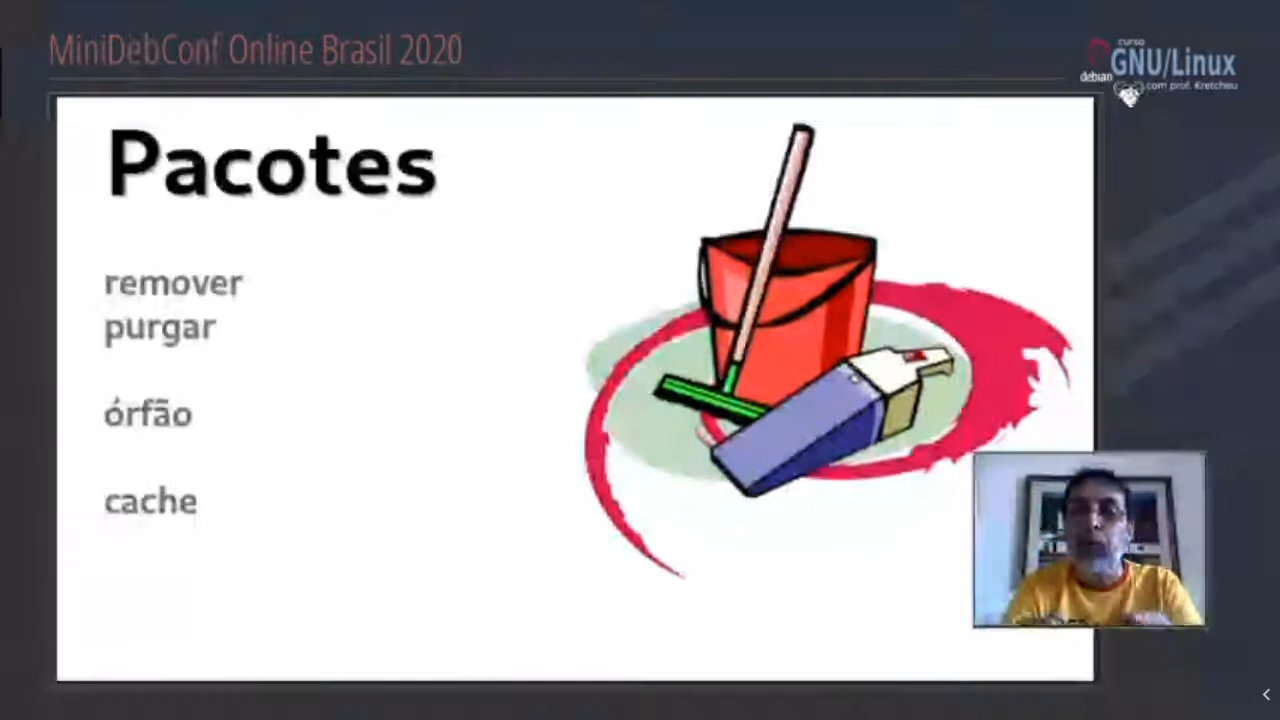 MiniDebConf Online Brasil 2020
curso
debian
GNU/Linux
com prof. Kretcheu
Pacotes
remover
purgar
órfão
cache